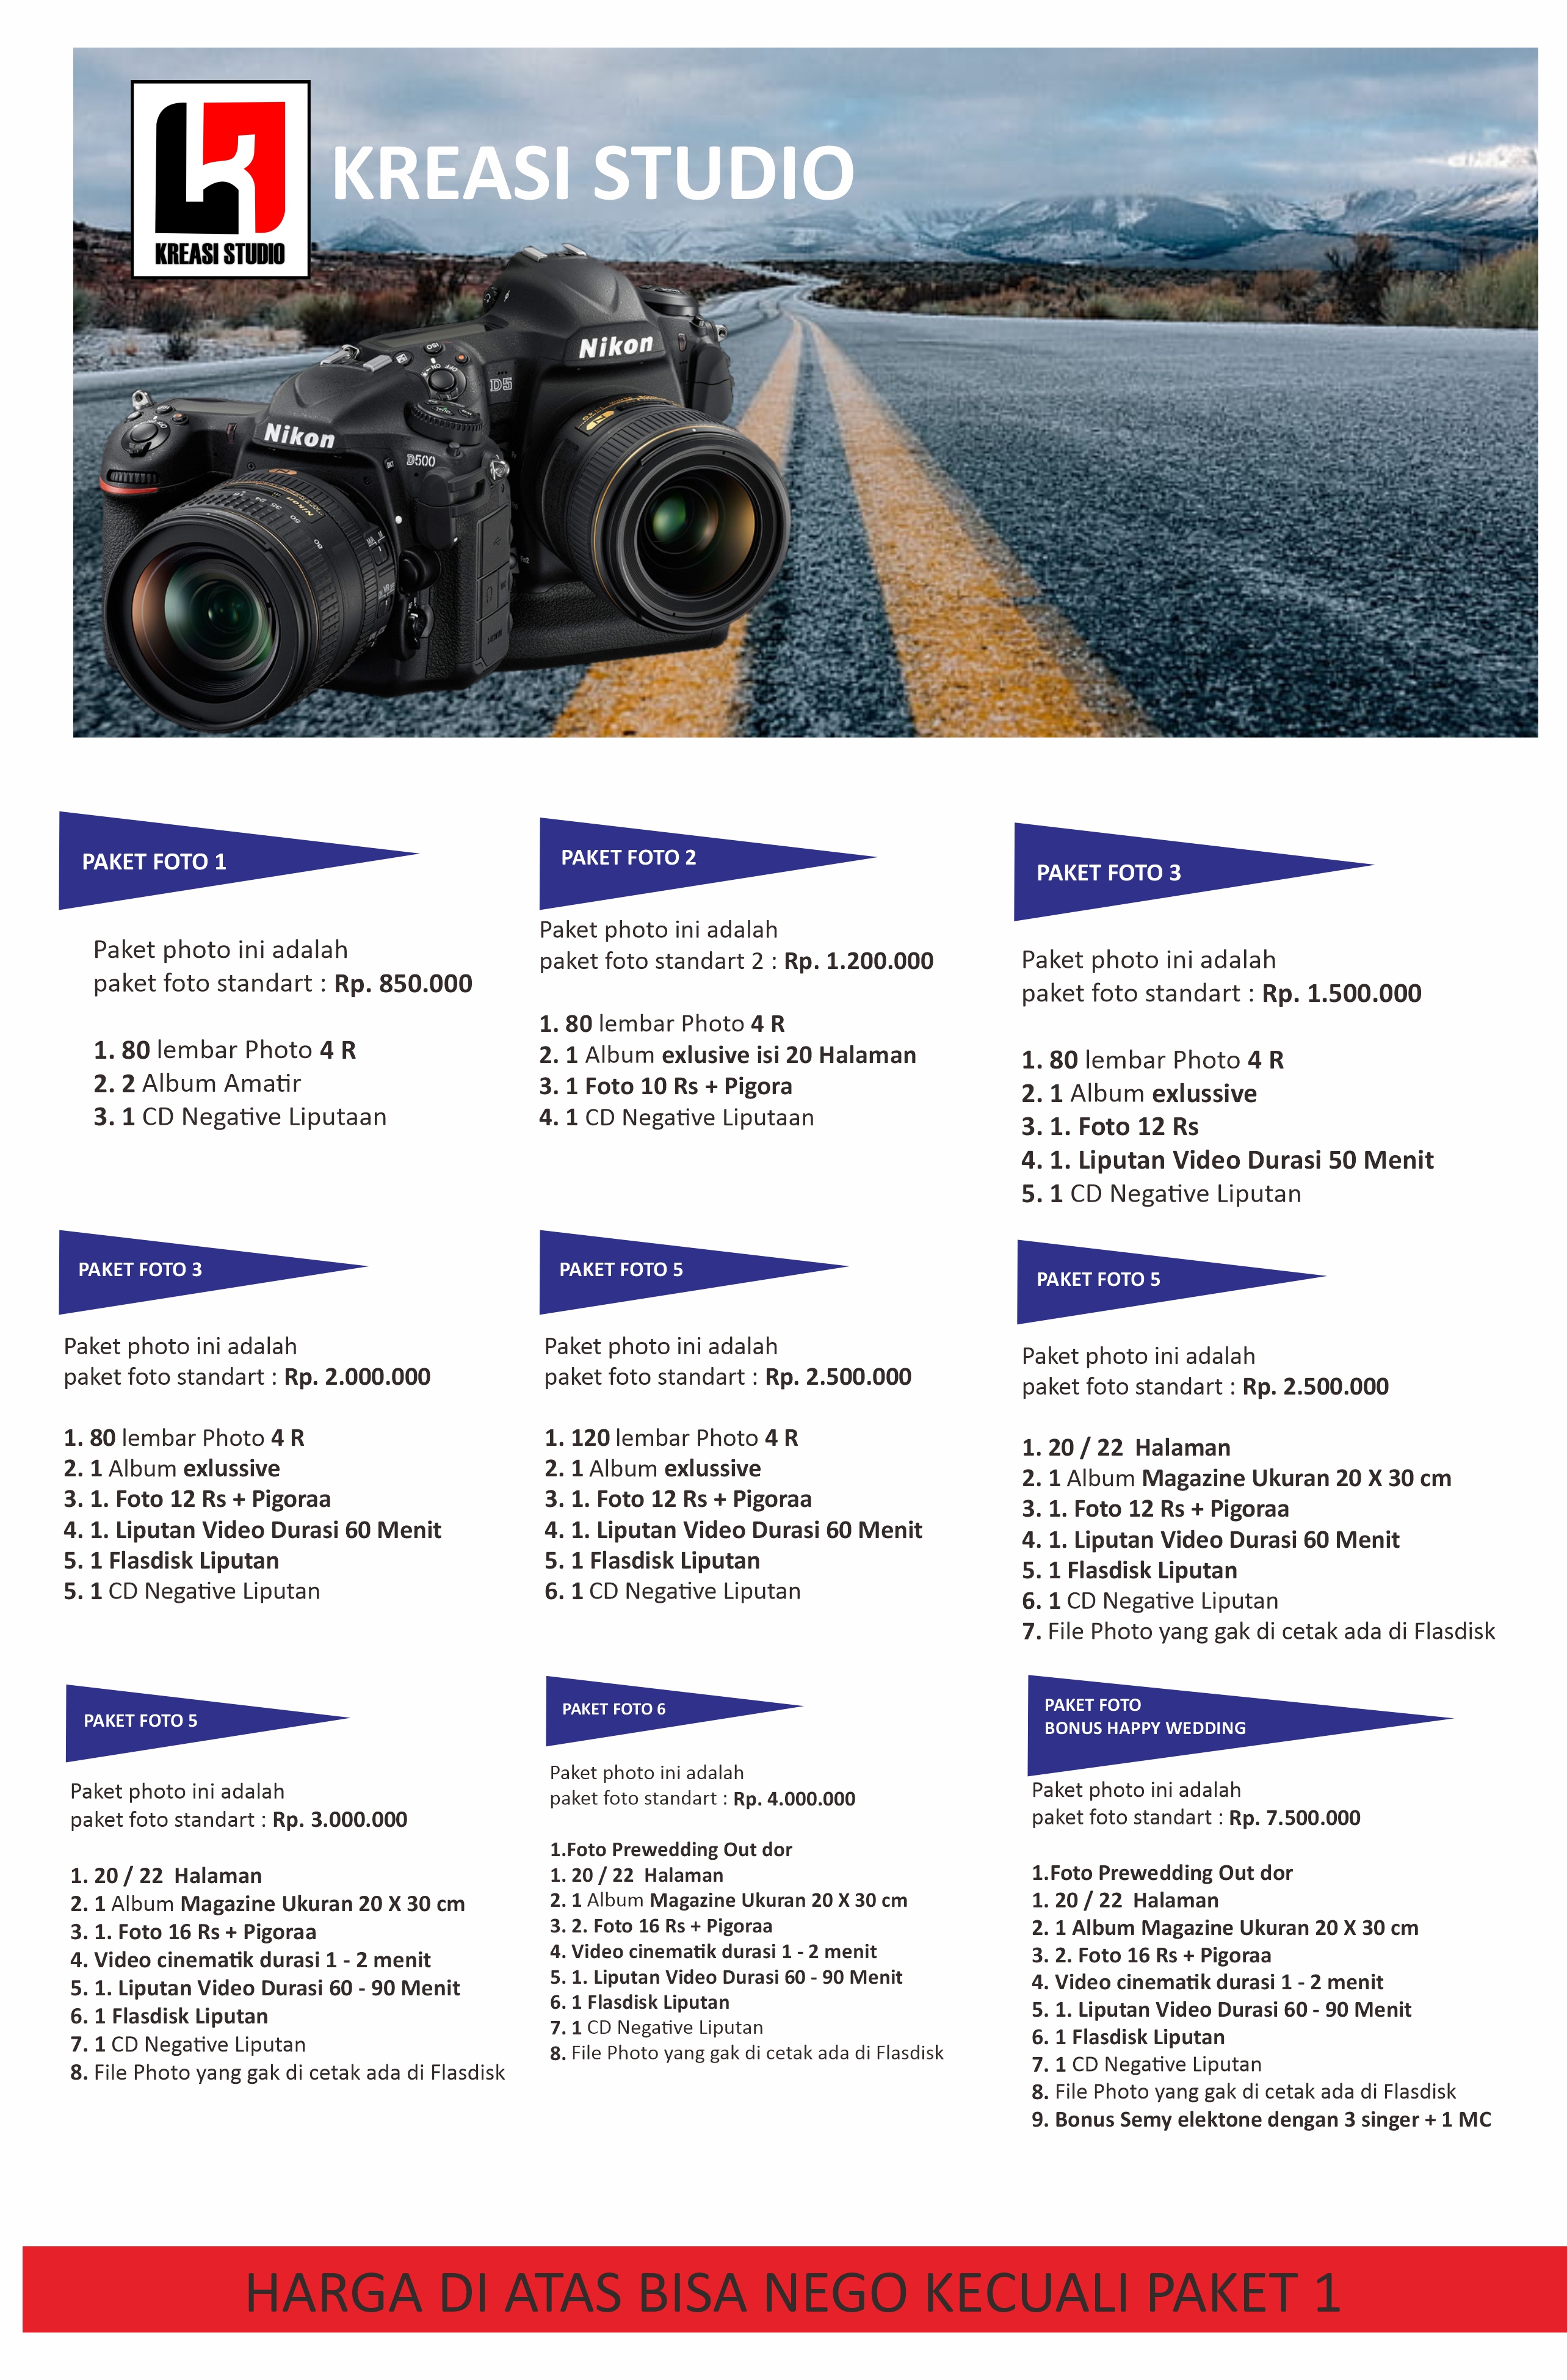 KREASI STUDIO
KREASI STUDIO
Nikon
D5
Nikon
D500
PAKET FOTO 1
Paket photo ini adalah
paket foto standart : Rp. 850.000
1. 80 lembar Photo 4 R
2. 2 Album Amatir
3. 1 CD Negative Liputaan
PAKET FOTO 2
Paket photo ini adalah
paket foto standart 2 : Rp. 1.200.000
1. 80 lembar Photo 4 R
2. 1 Album exlusive isi 20 Halaman
3. 1 Foto 10 Rs + Pigora
4. 1 CD Negative Liputaan
PAKET FOTO 3
Paket photo ini adalah
paket foto standart : Rp. 1.500.000
1. 80 lembar Photo 4 R
2. 1 Album exlussive
3. 1. Foto 12 Rs
4. 1. Liputan Video Durasi 50 Menit
5. 1 CD Negative Liputan
PAKET FOTO 3
Paket photo ini adalah
paket foto standart : Rp. 2.000.000
1. 80 lembar Photo 4 R
2. 1 Album exlussive
3. 1. Foto 12 Rs + Pigoraa
4. 1. Liputan Video Durasi 60 Menit
5. 1 Flasdisk Liputan
5. 1 CD Negative Liputan
PAKET FOTO 5
Paket photo ini adalah
paket foto standart : Rp. 2.500.000
1. 120 lembar Photo 4 R
2. 1 Album exlussive
3. 1. Foto 12 Rs + Pigoraa
4. 1. Liputan Video Durasi 60 Menit
5. 1 Flasdisk Liputan
6. 1 CD Negative Liputan
PAKET FOTO 5
Paket photo ini adalah
paket foto standart : Rp. 2.500.000
1. 20 / 22 Halaman
2. 1 Album Magazine Ukuran 20 X 30 cm
3. 1. Foto 12 Rs + Pigoraa
4. 1. Liputan Video Durasi 60 Menit
5. 1 Flasdisk Liputan
6. 1 CD Negative Liputan
7. File Photo yang gak di cetak ada di Flasdisk
PAKET FOTO 5
Paket photo ini adalah
paket foto standart : Rp. 3.000.000
1. 20 / 22 Halaman
2. 1 Album Magazine Ukuran 20 X 30 cm
3. 1. Foto 16 Rs + Pigoraa
4. Video cinematik durasi 1 - 2 menit
5. 1. Liputan Video Durasi 60 - 90 Menit
6. 1 Flasdisk Liputan
7. 1 CD Negative Liputan
8. File Photo yang gak di cetak ada di Flasdisk
PAKET FOTO 6
Paket photo ini adalah
paket foto standart : Rp. 4.000.000
1.Foto Prewedding Out dor
1. 20 / 22 Halaman
2. 1 Album Magazine Ukuran 20 X 30 cm
3. 2. Foto 16 Rs + Pigoraa
4. Video cinematik durasi 1 - 2 menit
5. 1. Liputan Video Durasi 60 - 90 Menit
6. 1 Flasdisk Liputan
7. 1 CD Negative Liputan
8. File Photo yang gak di cetak ada di Flasdisk
PAKET FOTO
BONUS HAPPY WEDDING
Paket photo ini adalah
paket foto standart : Rp. 7.500.000
1.Foto Prewedding Out dor
1. 20 / 22 Halaman
2. 1 Album Magazine Ukuran 20 X 30 cm
3. 2. Foto 16 Rs + Pigoraa
4. Video cinematik durasi 1 - 2 menit
5. 1. Liputan Video Durasi 60 - 90 Menit
6. 1 Flasdisk Liputan
7. 1 CD Negative Liputan
8. File Photo yang gak di cetak ada di Flasdisk
9. Bonus Semy elektone dengan 3 singer + 1 MC
HARGA DI ATAS BISA NEGO KECUALI PAKET 1